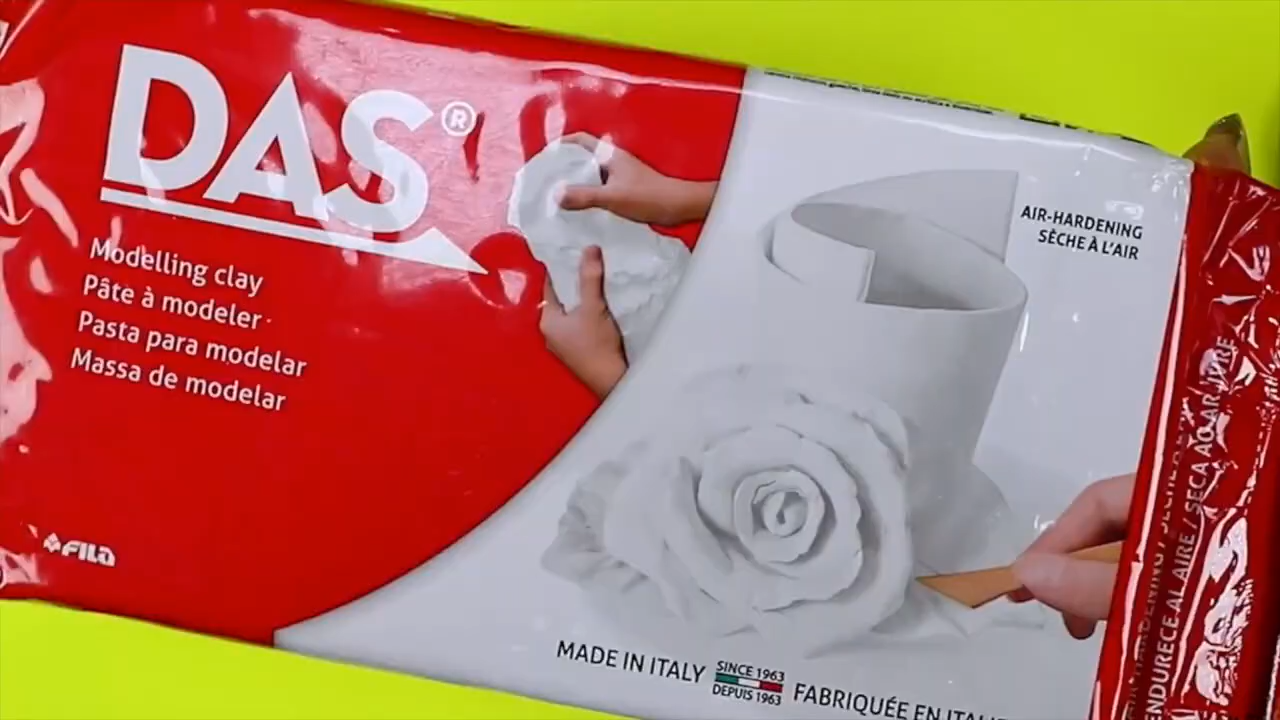 DAS®
Modelling clay
Pâte à modeler
Pasta para modelar
Massa de modelar
FILA
AIR-HARDENING
SÈCHE À L'AIR
MADE IN ITALY
SINCE 1963
DEPUIS 1963
FABRIQUÉE EN
ENDURECE AL AIRE / SECA AO AR LIVRE